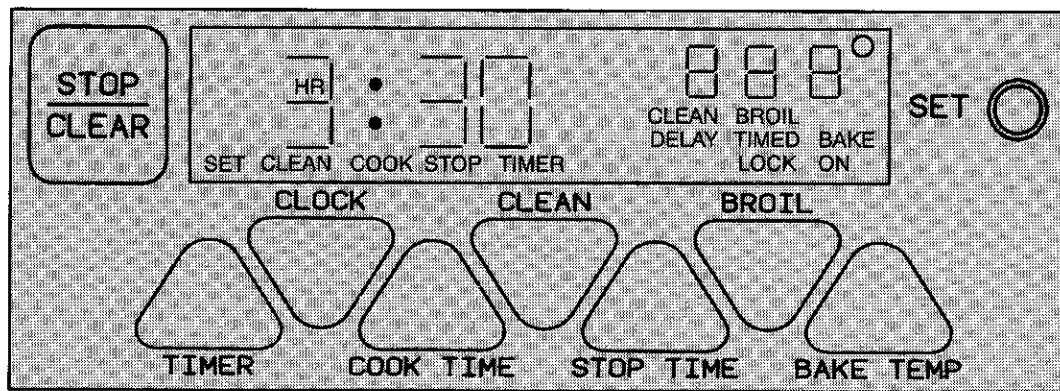 STOP
CLEAR
HR
3:30
888°
CLEAN BROIL
DELAY TIMED BAKE
LOCK ON
SET CLEAN COOK STOP TIMER
SET
CLOCK CLEAN BROIL
TIMER COOK TIME STOP TIME BAKE TEMP